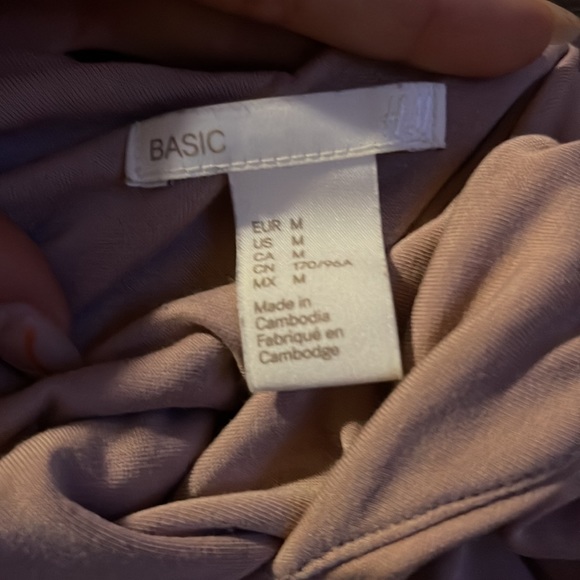 BASIC H&M
EUR M
US M
CA M
CN 170/96A
MX M
Made in
Cambodia
Fabriqué en
Cambodge